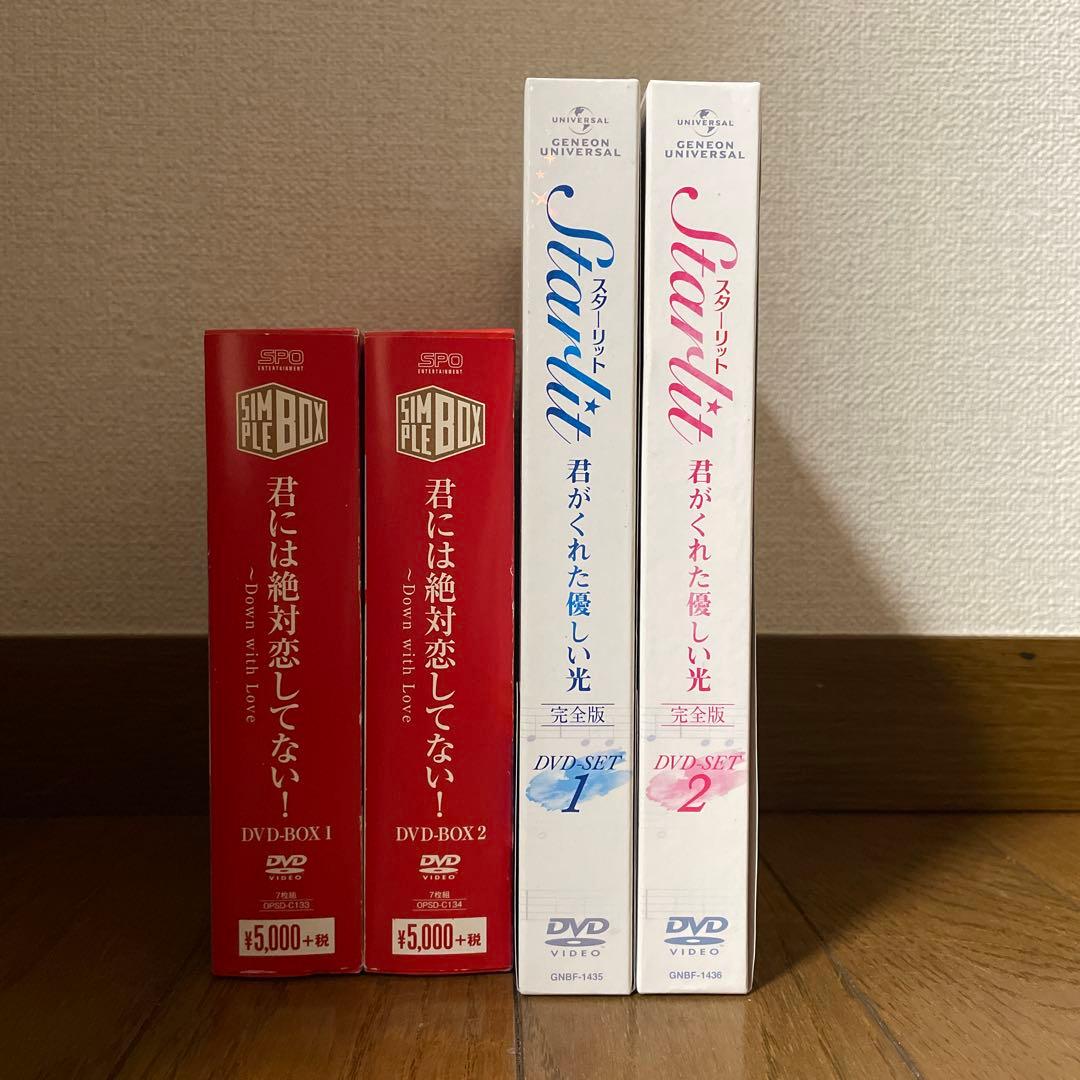 SPO
ENTERTAINMENT
SIM
PLE
BOX
君には絶対恋してない!
~Down with Love
DVD-BOX 1
DVD
VIDEO
7枚組
OPSD-C133
¥5,000+税
SPO
ENTERTAINMENT
SIM
PLE
BOX
君には絶対恋してない!
~Down with Love
DVD-BOX 2
DVD
VIDEO
7枚組
OPSD-C134
¥5,000+税
UNIVERSAL
GENEON
UNIVERSAL
Starlit
スターリット
君がくれた優しい光
完全版
DVD-SET
1
DVD
VIDEO
GNBF-1435
UNIVERSAL
GENEON
UNIVERSAL
Starlit
スターリット
君がくれた優しい光
完全版
DVD-SET
2
DVD
VIDEO
GNBF-1436